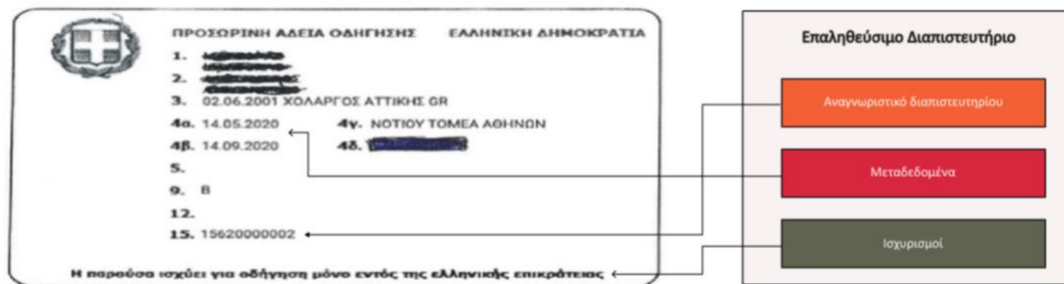 ΠΡΟΣΩΡΙΝΗ ΑΔΕΙΑ ΟΔΗΓΗΣΗΣ ΕΛΛΗΝΙΚΗ ΔΗΜΟΚΡΑΤΙΑ
1.
2.
3. 02.06.2001 ΧΟΛΑΡΓΟΣ ΑΤΤΙΚΗΣ GR
4α. 14.05.2020 4γ. ΝΟΤΙΟΥ ΤΟΜΕΑ ΑΘΗΝΩΝ
4β. 14.09.2020 4δ.
5.
9. Β
12.
15. 15620000002
Η παρούσα ισχύει για οδήγηση μόνο εντός της ελληνικής επικράτειας
Επαληθεύσιμο Διαπιστευτήριο
Αναγνωριστικό διαπιστευτηρίου
Μεταδεδομένα
Ισχυρισμοί